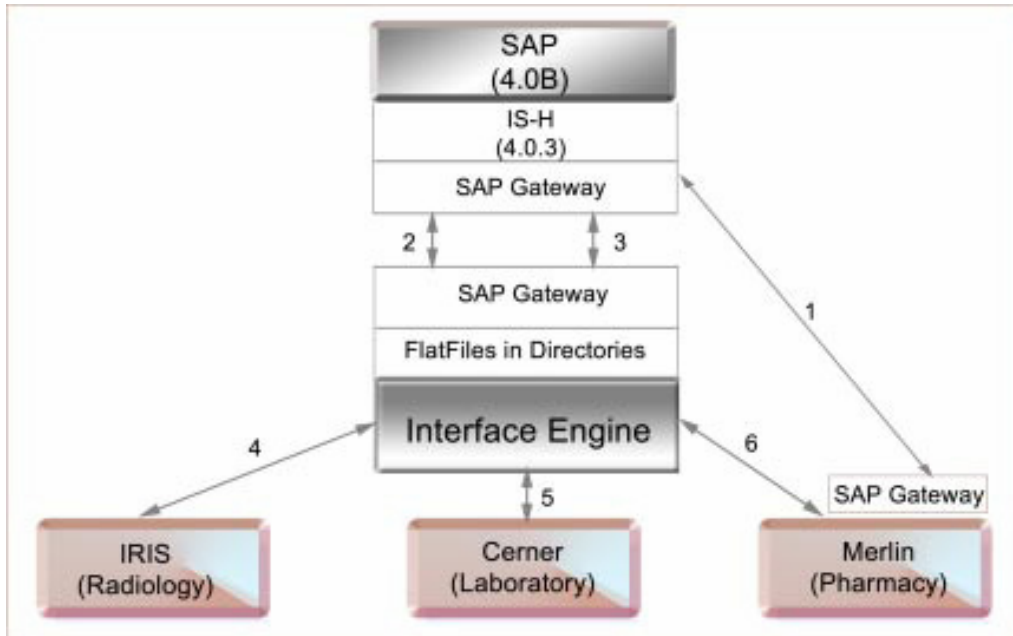 SAP
(4.0B)
IS-H
(4.0.3)
SAP Gateway
2
3
SAP Gateway
1
FlatFiles in Directories
Interface Engine
4
6
5
SAP Gateway
IRIS
(Radiology)
Cerner
(Laboratory)
Merlin
(Pharmacy)